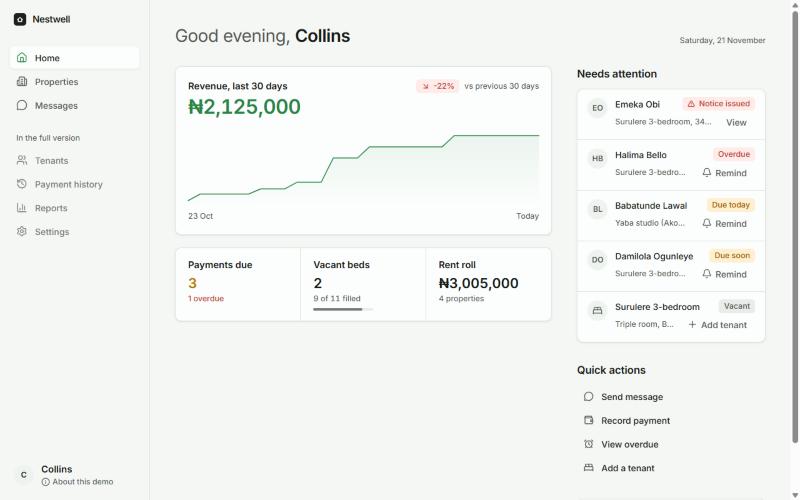 Nestwell
Home
Properties
Messages
In the full version
Tenants
Payment history
Reports
Settings
C
Collins
About this demo
Good evening, Collins
Saturday, 21 November
Revenue, last 30 days
-22% vs previous 30 days
₦2,125,000
23 Oct
Today
Payments due
3
1 overdue
Vacant beds
2
9 of 11 filled
Rent roll
₦3,005,000
4 properties
Needs attention
EO
Emeka Obi
Notice issued
Surulere 3-bedroom, 34...
View
HB
Halima Bello
Overdue
Surulere 3-bedro...
Remind
BL
Babatunde Lawal
Due today
Yaba studio (Ako...
Remind
DO
Damilola Ogunleye
Due soon
Surulere 3-bedro...
Remind
Surulere 3-bedroom
Vacant
Triple room, B...
Add tenant
Quick actions
Send message
Record payment
View overdue
Add a tenant